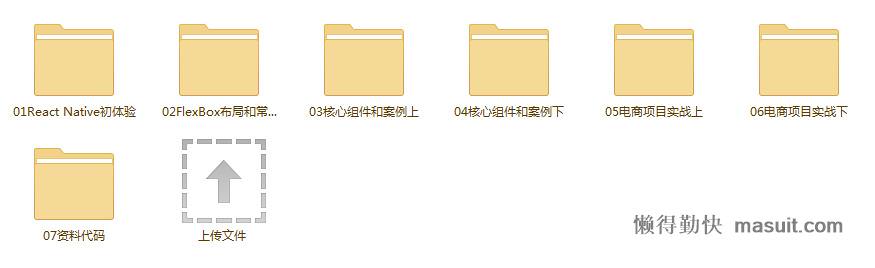 01React Native初体验
02FlexBox布局和常...
03核心组件和案例上
04核心组件和案例下
05电商项目实战上
06电商项目实战下
07资料代码
上传文件
懒得勤快 masuit.com